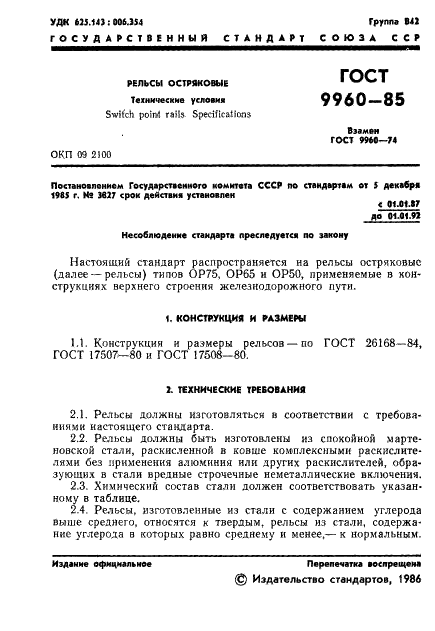 УДК 625.143 : 006.354
Группа В42
ГОСУДАРСТВЕННЫЙ СТАНДАРТ СОЮЗА ССР
РЕЛЬСЫ ОСТРЯКОВЫЕ
Технические условия
Switch point rails. Specifications
ГОСТ
9960—85
Взамен
ГОСТ 9960—74
ОКП 09 2100
Постановлением Государственного комитета СССР по стандартам от 5 декабря
1985 г. № 3827 срок действия установлен
с 01.01.87
до 01.01.92
Несоблюдение стандарта преследуется по закону
Настоящий стандарт распространяется на рельсы остряковые
(далее — рельсы) типов ОР75, ОР65 и ОР50, применяемые в кон-
струкциях верхнего строения железнодорожного пути.
1. КОНСТРУКЦИЯ И РАЗМЕРЫ
1.1. Конструкция и размеры рельсов — по ГОСТ 26168—84,
ГОСТ 17507—80 и ГОСТ 17508—80.
2. ТЕХНИЧЕСКИЕ ТРЕБОВАНИЯ
2.1. Рельсы должны изготовляться в соответствии с требова-
ниями настоящего стандарта.
2.2. Рельсы должны быть изготовлены из спокойной марте-
новской стали, раскисленной в ковше комплексными раскислите-
лями без применения алюминия или других раскислителей, обра-
зующих в стали вредные строчечные неметаллические включения.
2.3. Химический состав стали должен соответствовать указан-
ному в таблице.
2.4. Рельсы, изготовленные из стали с содержанием углерода
выше среднего, относятся к твердым, рельсы из стали, содержа-
ние углерода в которых равно среднему и менее,— к нормальным.
Издание официальное
Перепечатка воспрещена
© Издательство стандартов, 1986